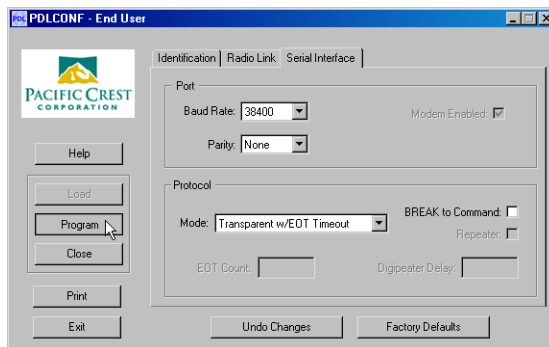 PDL PDLCONF - End User
PACIFIC CREST
CORPORATION
Help
Load
Program
Close
Print
Exit
Identification Radio Link Serial Interface
Port
Baud Rate: 38400
Modem Enabled:
Parity: None
Protocol
Mode: Transparent w/EOT Timeout
BREAK to Command:
Repeater:
EOT Count:
Digipeater Delay:
Undo Changes
Factory Defaults